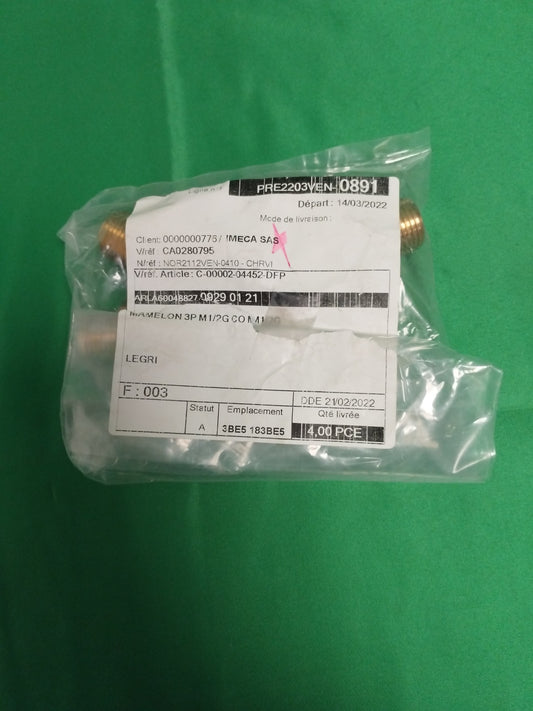 PRE2203VEN-0891
Départ : 14/03/2022
Mode de livraison :
Client: 0000000776 / IMECA SAS
V/réf : CA0280795
N/réf : NOR2112VEN-0410 - CHRVI
V/réf. Article : C-00002-04452-DFP
ARLA60048827 0929 01 21
MAMELON 3P M1/2G CO M1/2G
LEGRI
F : 003
DDE 21/02/2022
Statut Emplacement Qté livrée
A 3BE5 183BE5 4,00 PCE